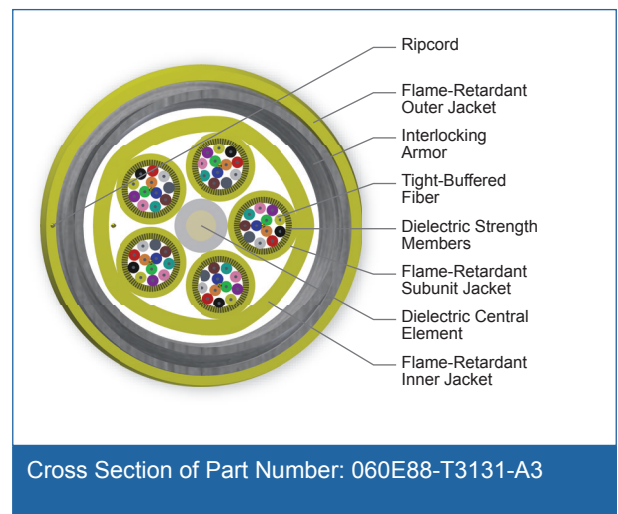 Ripcord
Flame-Retardant
Outer Jacket
Interlocking
Armor
Tight-Buffered
Fiber
Dielectric Strength
Members
Flame-Retardant
Subunit Jacket
Dielectric Central
Element
Flame-Retardant
Inner Jacket
Cross Section of Part Number: 060E88-T3131-A3